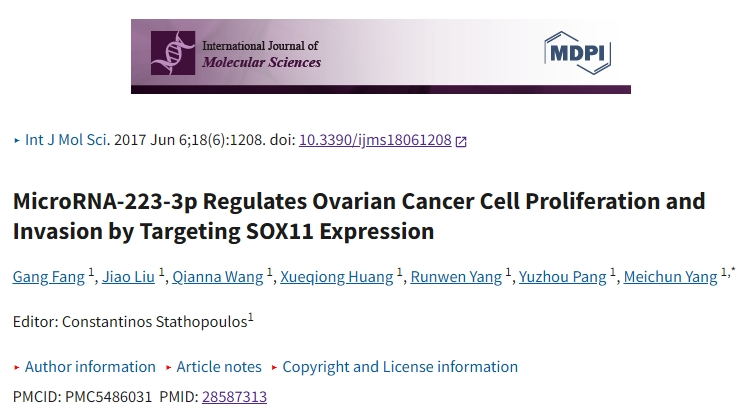 International Journal of
Molecular Sciences
MDPI
▸ Int J Mol Sci. 2017 Jun 6;18(6):1208. doi: 10.3390/ijms18061208
MicroRNA-223-3p Regulates Ovarian Cancer Cell Proliferation and
Invasion by Targeting SOX11 Expression
Gang Fang 1, Jiao Liu 1, Qianna Wang 1, Xueqiong Huang 1, Runwen Yang 1, Yuzhou Pang 1, Meichun Yang 1,*
Editor: Constantinos Stathopoulos1
▸ Author information ▸ Article notes ▸ Copyright and License information
PMCID: PMC5486031 PMID: 28587313